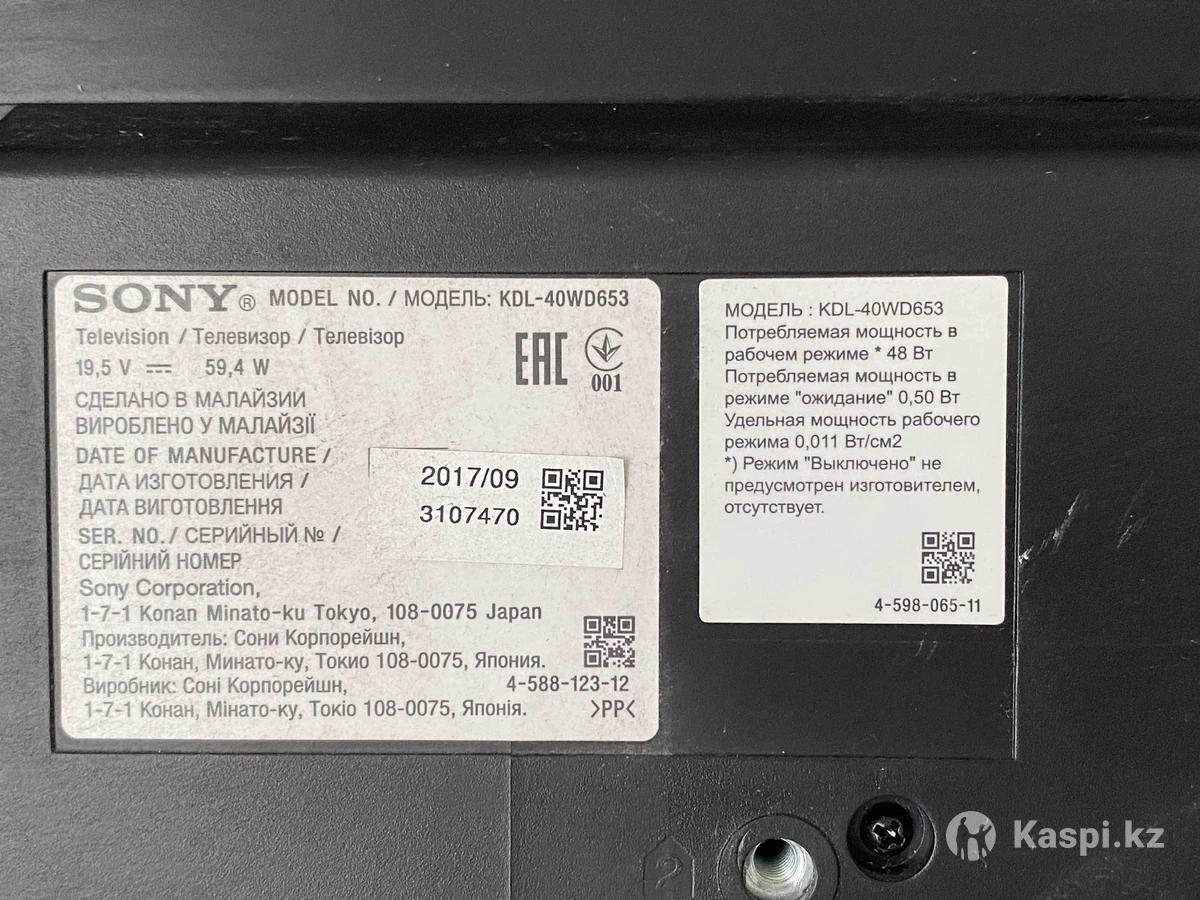 SONY® MODEL NO. / МОДЕЛЬ: KDL-40WD653
Television / Телевизор / Телевізор
19,5 V ⎓ 59,4 W
EAC
001
СДЕЛАНО В МАЛАЙЗИИ
ВИРОБЛЕНО У МАЛАЙЗІЇ
DATE OF MANUFACTURE /
ДАТА ИЗГОТОВЛЕНИЯ /
ДАТА ВИГОТОВЛЕННЯ
2017/09
3107470
SER. NO. / СЕРИЙНЫЙ № /
СЕРІЙНИЙ НОМЕР
Sony Corporation,
1-7-1 Konan Minato-ku Tokyo, 108-0075 Japan
Производитель: Сони Корпорейшн,
1-7-1 Конан, Минато-ку, Токио 108-0075, Япония.
Виробник: Соні Корпорейшн, 4-588-123-12
1-7-1 Конан, Мінато-ку, Токіо 108-0075, Японія. >PP<
МОДЕЛЬ : KDL-40WD653
Потребляемая мощность в
рабочем режиме * 48 Вт
Потребляемая мощность в
режиме "ожидание" 0,50 Вт
Удельная мощность рабочего
режима 0,011 Вт/см2
*) Режим "Выключено" не
предусмотрен изготовителем,
отсутствует.
4-598-065-11
2
Kaspi.kz